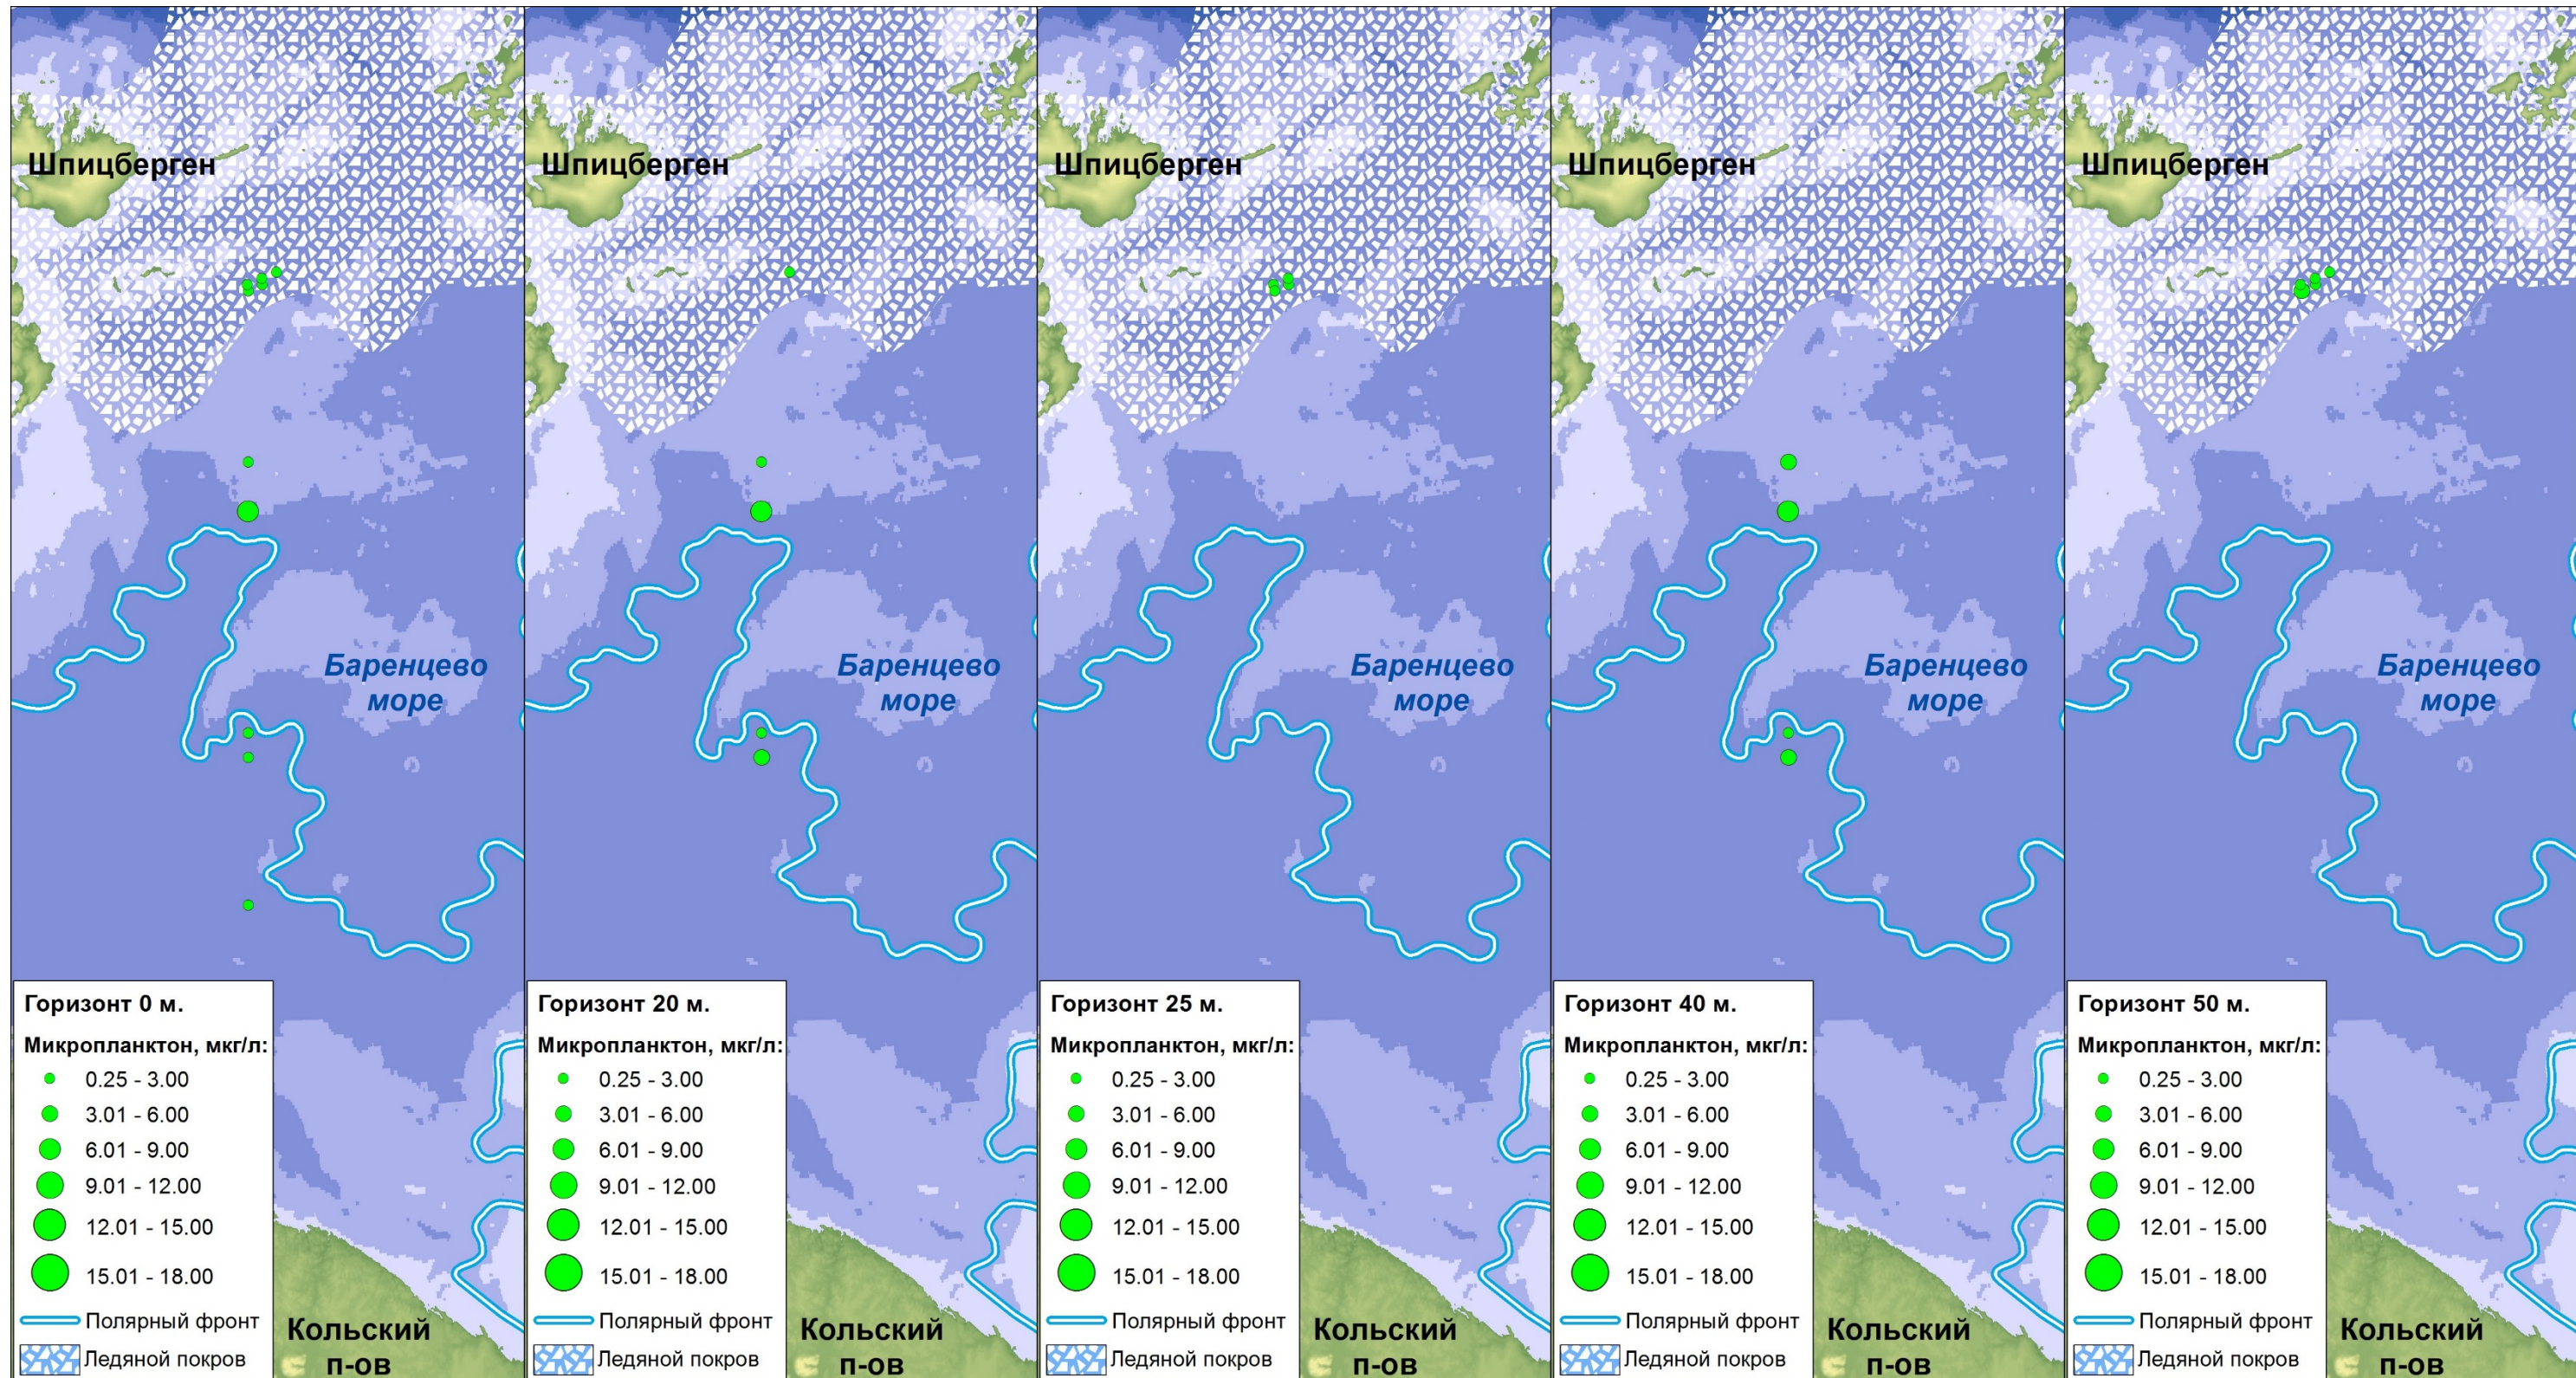 Шпицберген
Баренцево
море
Горизонт 0 м.
Микропланктон, мкг/л:
0.25 - 3.00
3.01 - 6.00
6.01 - 9.00
9.01 - 12.00
12.01 - 15.00
15.01 - 18.00
Полярный фронт
Ледяной покров
Кольский
п-ов
Шпицберген
Баренцево
море
Горизонт 20 м.
Микропланктон, мкг/л:
0.25 - 3.00
3.01 - 6.00
6.01 - 9.00
9.01 - 12.00
12.01 - 15.00
15.01 - 18.00
Полярный фронт
Ледяной покров
Кольский
п-ов
Шпицберген
Баренцево
море
Горизонт 25 м.
Микропланктон, мкг/л:
0.25 - 3.00
3.01 - 6.00
6.01 - 9.00
9.01 - 12.00
12.01 - 15.00
15.01 - 18.00
Полярный фронт
Ледяной покров
Кольский
п-ов
Шпицберген
Баренцево
море
Горизонт 40 м.
Микропланктон, мкг/л:
0.25 - 3.00
3.01 - 6.00
6.01 - 9.00
9.01 - 12.00
12.01 - 15.00
15.01 - 18.00
Полярный фронт
Ледяной покров
Кольский
п-ов
Шпицберген
Баренцево
море
Горизонт 50 м.
Микропланктон, мкг/л:
0.25 - 3.00
3.01 - 6.00
6.01 - 9.00
9.01 - 12.00
12.01 - 15.00
15.01 - 18.00
Полярный фронт
Ледяной покров
Кольский
п-ов